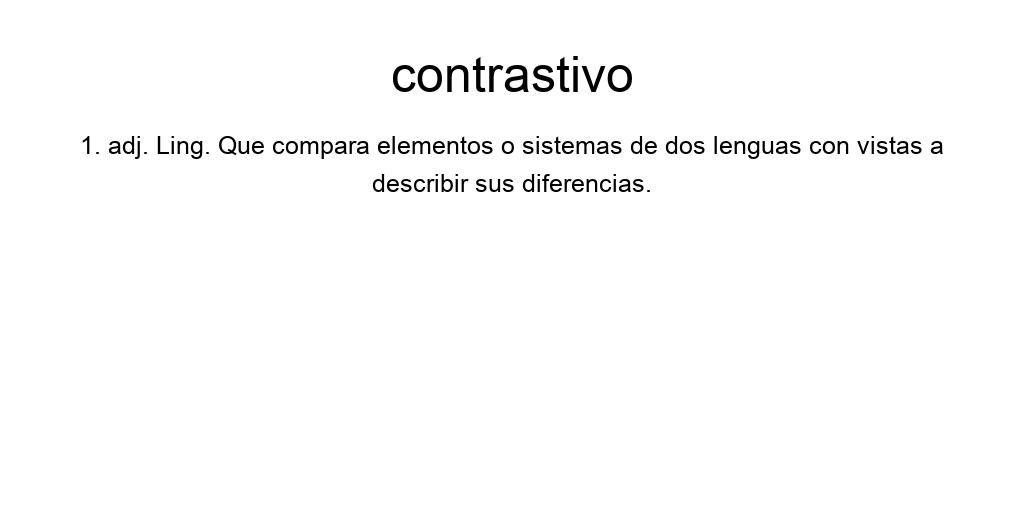 contrastivo
1. adj. Ling. Que compara elementos o sistemas de dos lenguas con vistas a
describir sus diferencias.